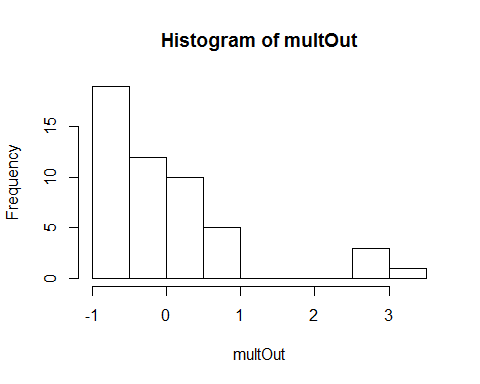 Histogram of multOut
Frequency
15
10
5
0
-1 0 1 2 3
multOut